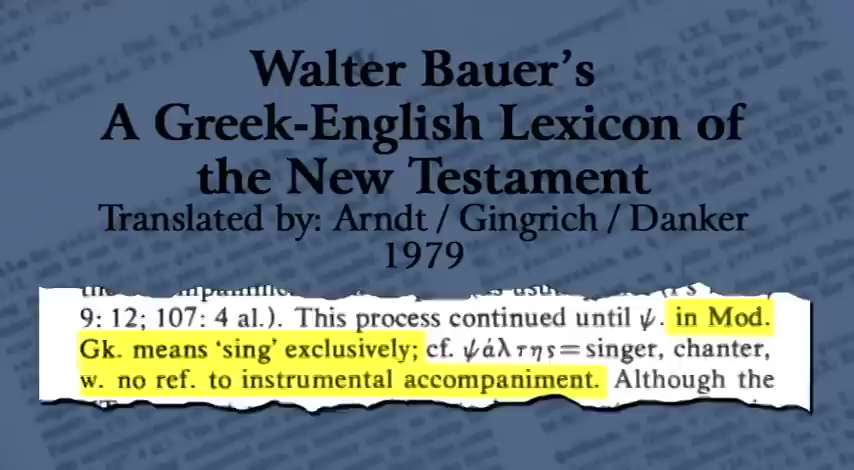 Walter Bauer's
A Greek-English Lexicon of
the New Testament
Translated by: Arndt / Gingrich / Danker
1979
9: 12; 107: 4 al.). This process continued until ψ. in Mod.
Gk. means ‘sing’ exclusively; cf. ψάλτης=singer, chanter,
w. no ref. to instrumental accompaniment. Although the